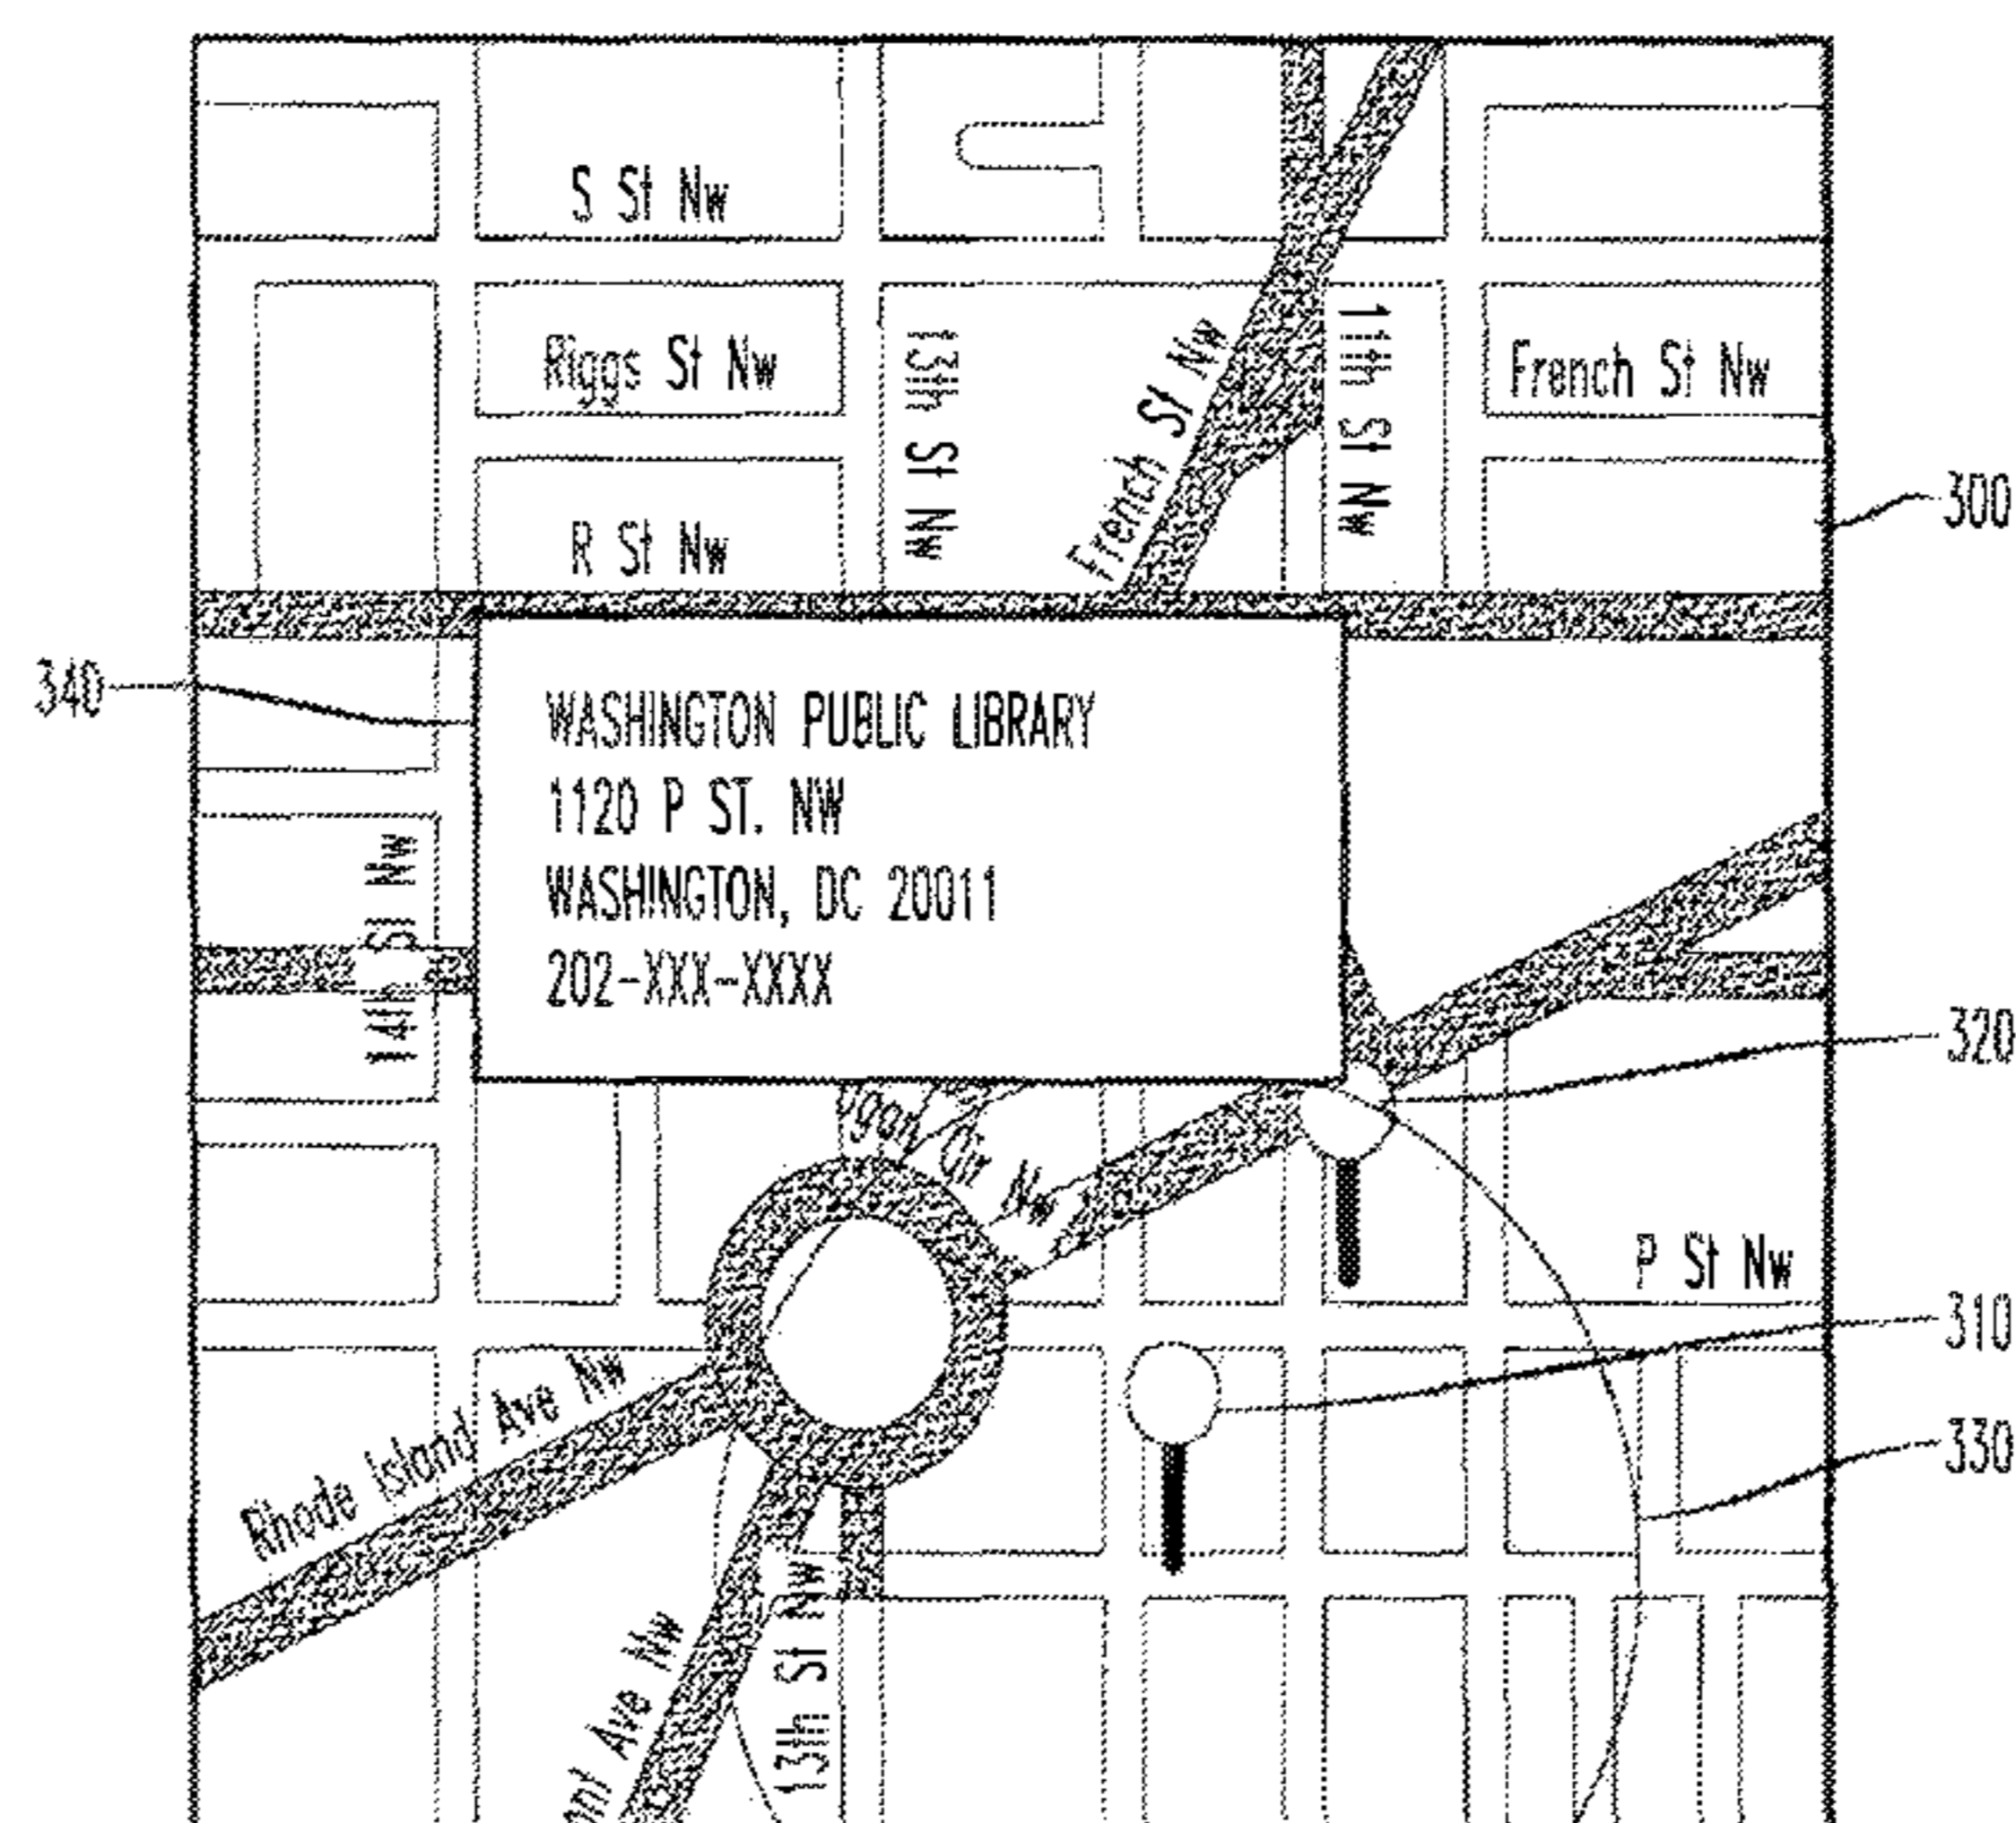 S St Nw
Riggs St Nw
13th St Nw
French St Nw
11th St Nw
French St Nw
300
R St Nw
340
WASHINGTON PUBLIC LIBRARY
1120 P ST. NW
WASHINGTON, DC 20011
202-XXX-XXXX
14th St Nw
320
Cir Nw
P St Nw
310
Rhode Island Ave Nw
330
13th St Nw
Ave Nw